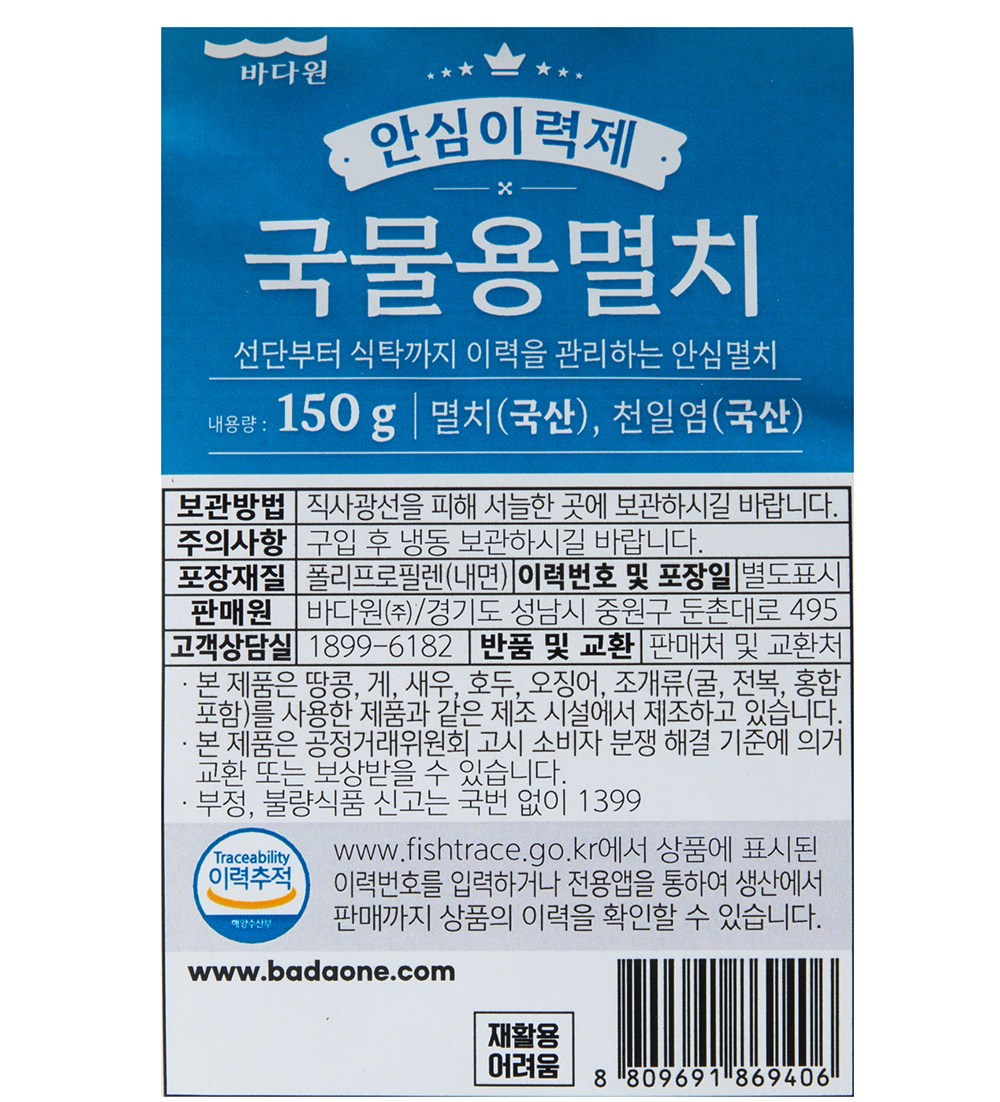 바다원
안심이력제
국물용멸치
선단부터 식탁까지 이력을 관리하는 안심멸치
내용량 : 150 g | 멸치(국산), 천일염(국산)
보관방법 직사광선을 피해 서늘한 곳에 보관하시길 바랍니다.
주의사항 구입 후 냉동 보관하시길 바랍니다.
포장재질 폴리프로필렌(내면) 이력번호 및 포장일 별도표시
판매원 바다원㈜/경기도 성남시 중원구 둔촌대로 495
고객상담실 1899-6182 반품 및 교환 판매처 및 교환처
· 본 제품은 땅콩, 게, 새우, 호두, 오징어, 조개류(굴, 전복, 홍합
포함)를 사용한 제품과 같은 제조 시설에서 제조하고 있습니다.
· 본 제품은 공정거래위원회 고시 소비자 분쟁 해결 기준에 의거
교환 또는 보상받을 수 있습니다.
· 부정, 불량식품 신고는 국번 없이 1399
Traceability
이력추적
해양수산부
www.fishtrace.go.kr에서 상품에 표시된
이력번호를 입력하거나 전용앱을 통하여 생산에서
판매까지 상품의 이력을 확인할 수 있습니다.
www.badaone.com
재활용
어려움
8 809691 869406